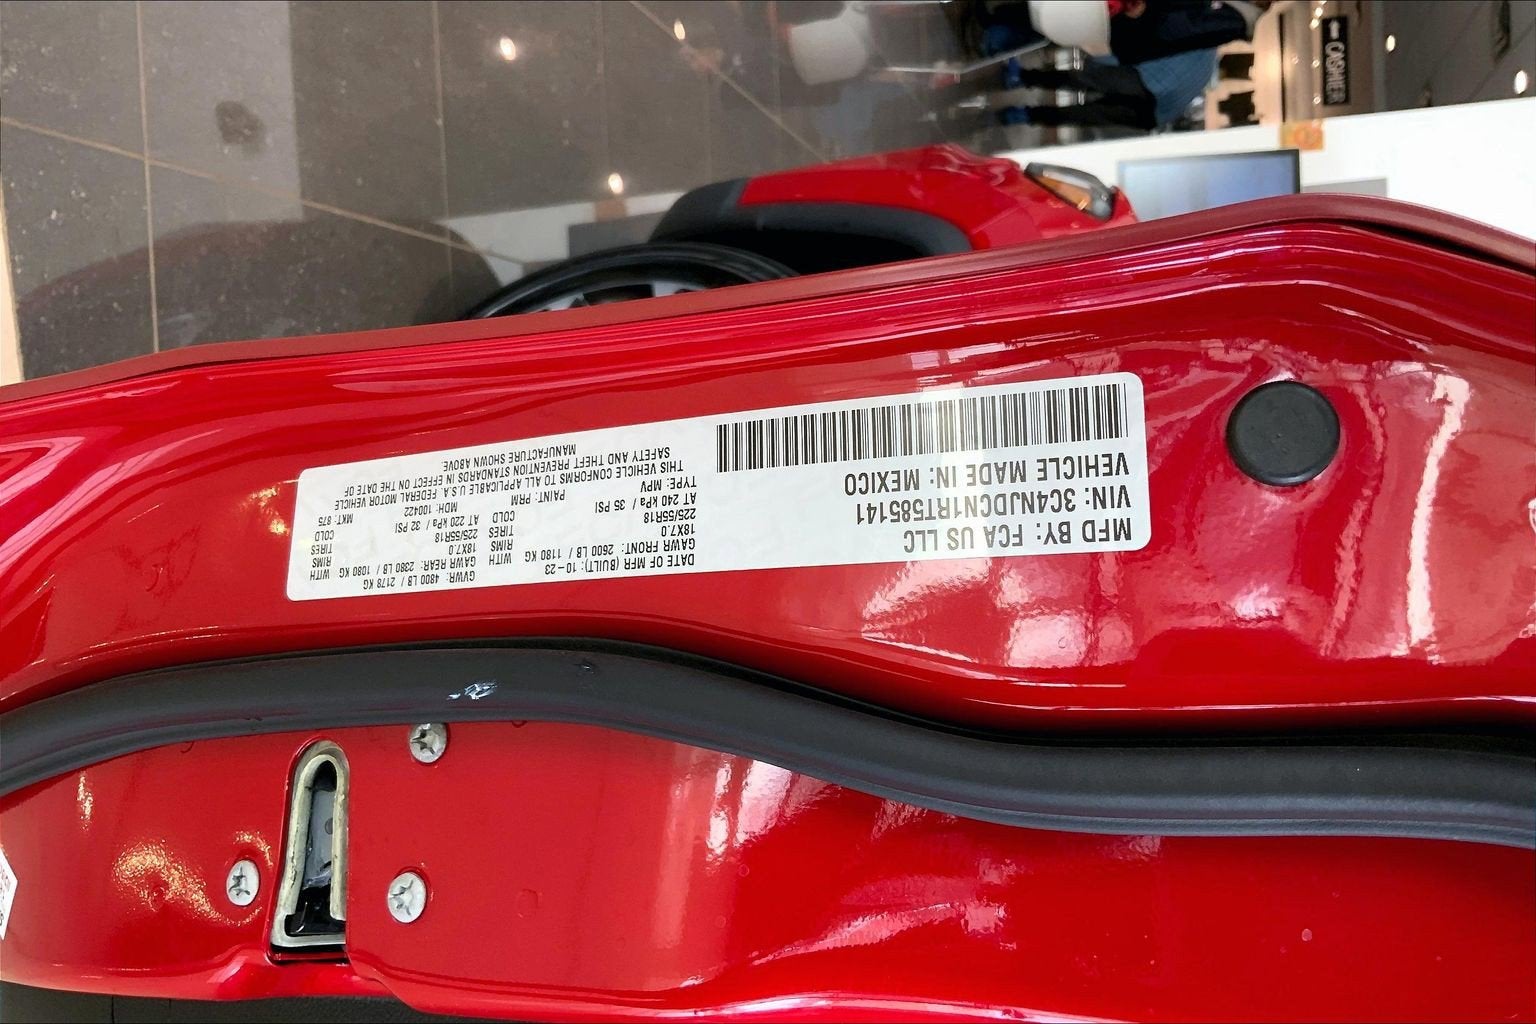 MFD BY: FCA US LLC
VIN: 3C4NJDCN1RT585141
VEHICLE MADE IN: MEXICO
DATE OF MFR (BUILT): 10-23 GVWR: 4800 LB / 2178 KG
GAWR FRONT: 2600 LB / 1180 KG WITH GAWR REAR: 2380 LB / 1080 KG WITH
18X7.0 RIMS 18X7.0 RIMS
225/55R18 TIRES 225/55R18 TIRES
AT 240 kPa / 35 PSI COLD AT 220 kPa / 32 PSI COLD
TYPE: MPV PAINT: PRM MDH: 100422 MKT: 875
THIS VEHICLE CONFORMS TO ALL APPLICABLE U.S.A. FEDERAL MOTOR VEHICLE
SAFETY AND THEFT PREVENTION STANDARDS IN EFFECT ON THE DATE OF
MANUFACTURE SHOWN ABOVE
CASHIER